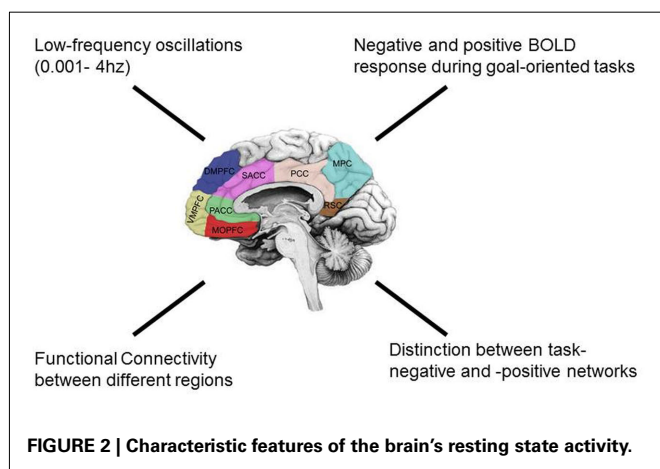 Low-frequency oscillations
(0.001- 4hz)
Negative and positive BOLD
response during goal-oriented tasks
DMPFC
SACC
PCC
MPC
VMPFC
PACC
RSC
MOPFC
Functional Connectivity
between different regions
Distinction between task-
negative and -positive networks
FIGURE 2 | Characteristic features of the brain's resting state activity.